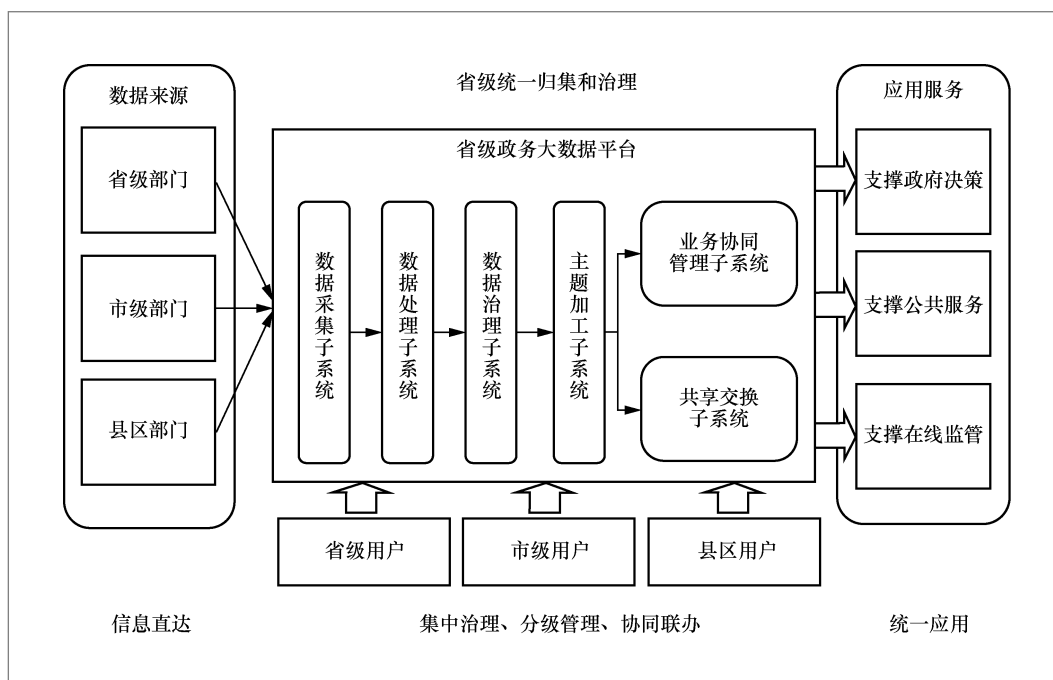 省级统一归集和治理
数据来源
省级部门
市级部门
县区部门
信息直达
省级政务大数据平台
数据采集子系统
数据处理子系统
数据治理子系统
主题加工子系统
业务协同
管理子系统
共享交换
子系统
省级用户
市级用户
县区用户
集中治理、分级管理、协同联办
应用服务
支撑政府决策
支撑公共服务
支撑在线监管
统一应用